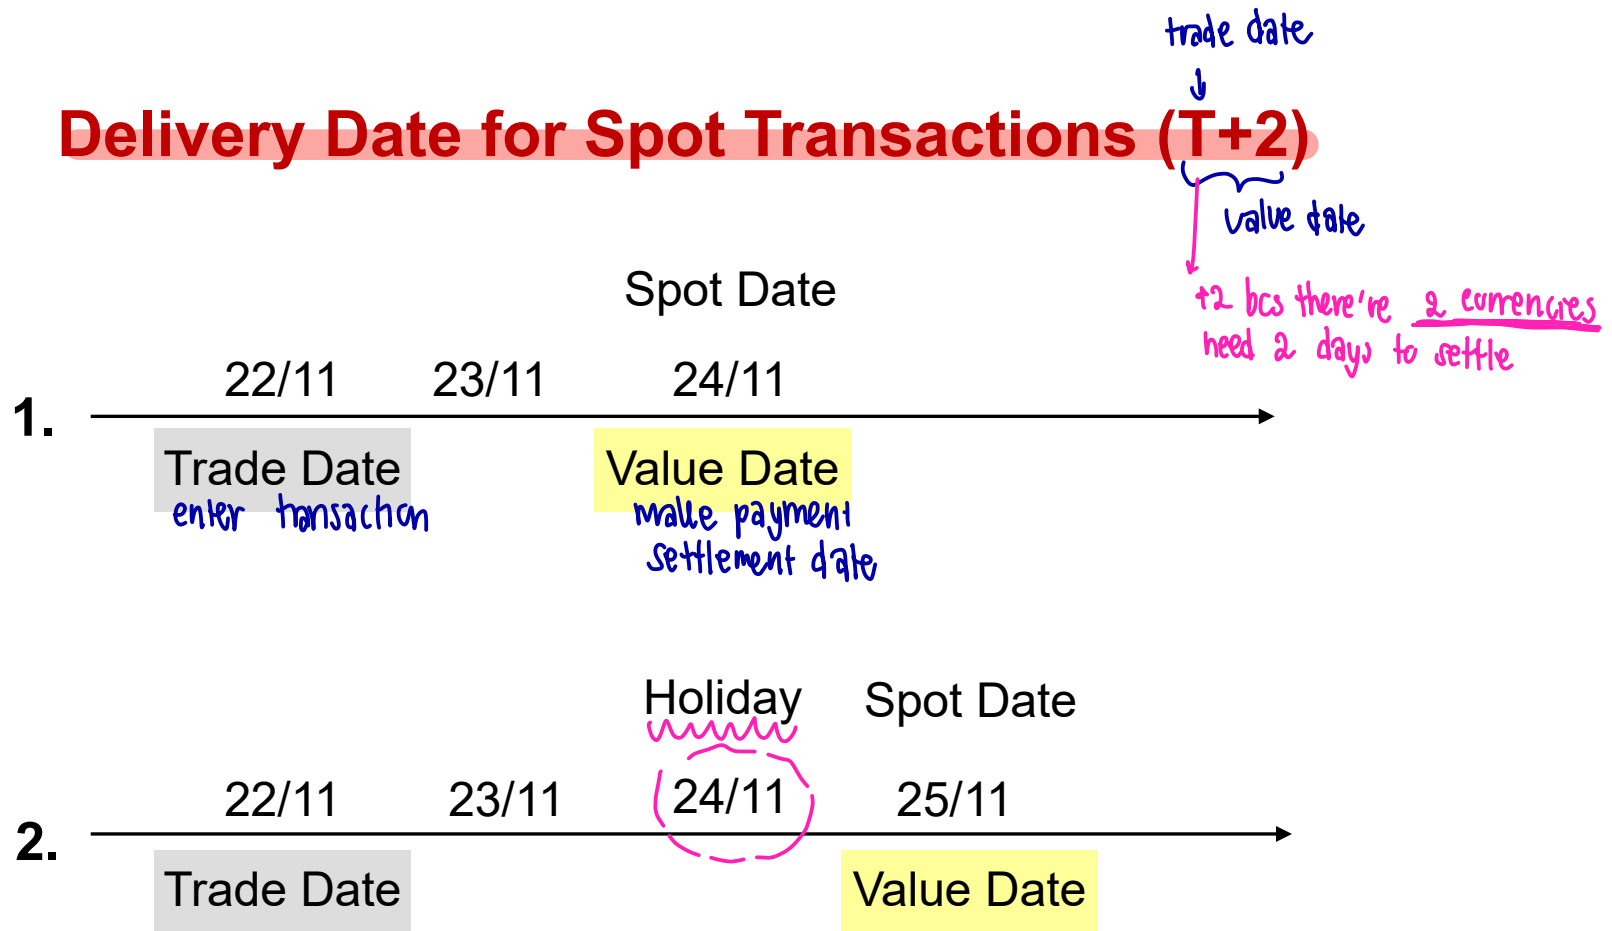 trade date
Delivery Date for Spot Transactions (T+2)
value date
+2 bcs there're 2 currencies
need 2 days to settle
Spot Date
22/11 23/11 24/11
1.
Trade Date Value Date
enter transaction make payment
settlement date
Holiday Spot Date
22/11 23/11 24/11 25/11
2.
Trade Date Value Date